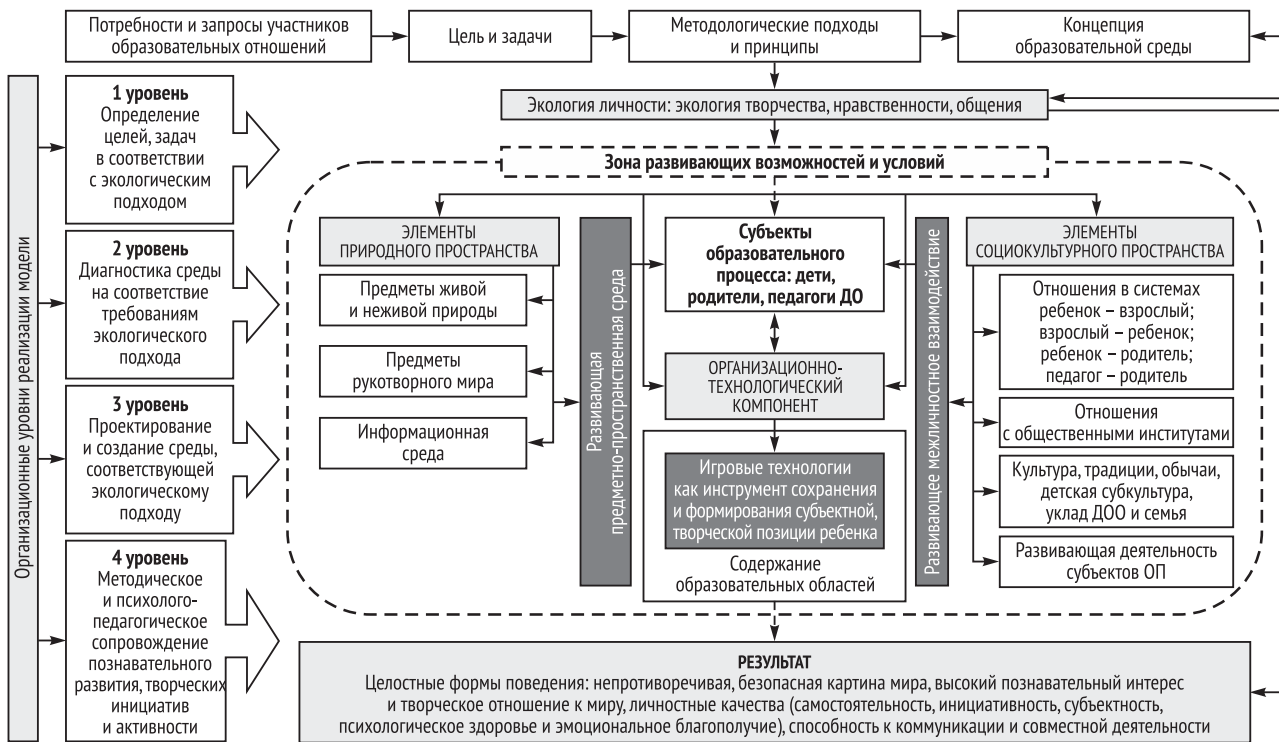 Потребности и запросы участников
образовательных отношений
Цель и задачи
Методологические подходы
и принципы
Концепция
образовательной среды
Экология личности: экология творчества, нравственности, общения
Организационные уровни реализации модели
1 уровень
Определение
целей, задач
в соответствии
с экологическим
подходом
2 уровень
Диагностика среды
на соответствие
требованиям
экологического
подхода
3 уровень
Проектирование
и создание среды,
соответствующей
экологическому
подходу
4 уровень
Методическое
и психолого-
педагогическое
сопровождение
познавательного
развития, творческих
инициатив
и активности
Зона развивающих возможностей и условий
ЭЛЕМЕНТЫ
ПРИРОДНОГО ПРОСТРАНСТВА
Предметы живой
и неживой природы
Предметы
рукотворного мира
Информационная
среда
Развивающая
предметно-пространственная среда
Субъекты
образовательного
процесса: дети,
родители, педагоги ДО
ОРГАНИЗАЦИОННО-
ТЕХНОЛОГИЧЕСКИЙ
КОМПОНЕНТ
Игровые технологии
как инструмент сохранения
и формирования субъектной,
творческой позиции ребенка
Содержание
образовательных областей
Развивающее межличностное взаимодействие
ЭЛЕМЕНТЫ
СОЦИОКУЛЬТУРНОГО ПРОСТРАНСТВА
Отношения в системах
ребенок – взрослый;
взрослый – ребенок;
ребенок – родитель;
педагог – родитель
Отношения
с общественными институтами
Культура, традиции, обычаи,
детская субкультура,
уклад ДОО и семья
Развивающая деятельность
субъектов ОП
РЕЗУЛЬТАТ
Целостные формы поведения: непротиворечивая, безопасная картина мира, высокий познавательный интерес
и творческое отношение к миру, личностные качества (самостоятельность, инициативность, субъектность,
психологическое здоровье и эмоциональное благополучие), способность к коммуникации и совместной деятельности